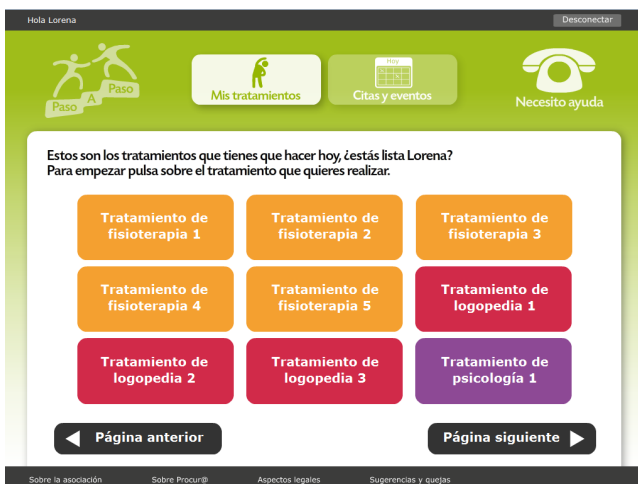 Hola Lorena
Desconectar
Paso A Paso
Mis tratamientos
Hoy
Citas y eventos
Necesito ayuda
Estos son los tratamientos que tienes que hacer hoy, ¿estás lista Lorena?
Para empezar pulsa sobre el tratamiento que quieres realizar.
Tratamiento de
fisioterapia 1
Tratamiento de
fisioterapia 2
Tratamiento de
fisioterapia 3
Tratamiento de
fisioterapia 4
Tratamiento de
fisioterapia 5
Tratamiento de
logopedia 1
Tratamiento de
logopedia 2
Tratamiento de
logopedia 3
Tratamiento de
psicología 1
Página anterior
Página siguiente
Sobre la asociación
Sobre Procur@
Aspectos legales
Sugerencias y quejas